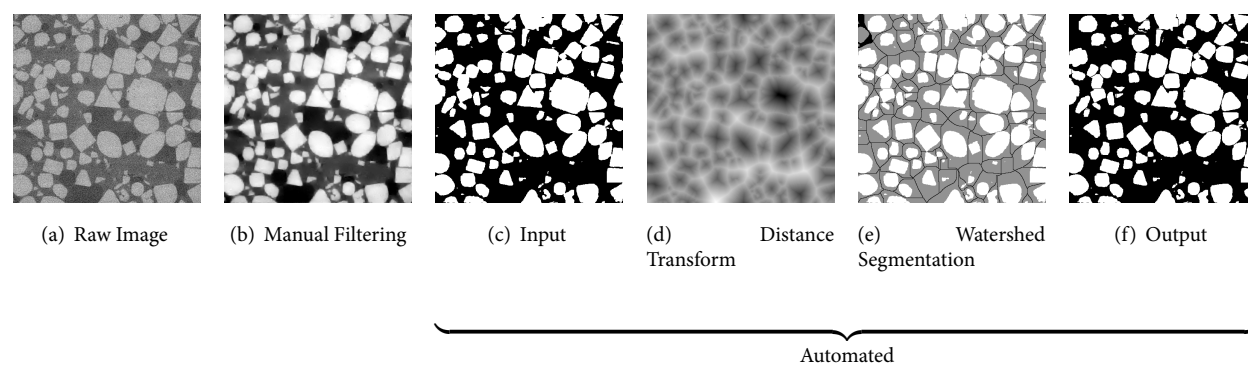 (a) Raw Image
(b) Manual Filtering
(c) Input
(d) Distance
Transform
(e) Watershed
Segmentation
(f) Output
Automated